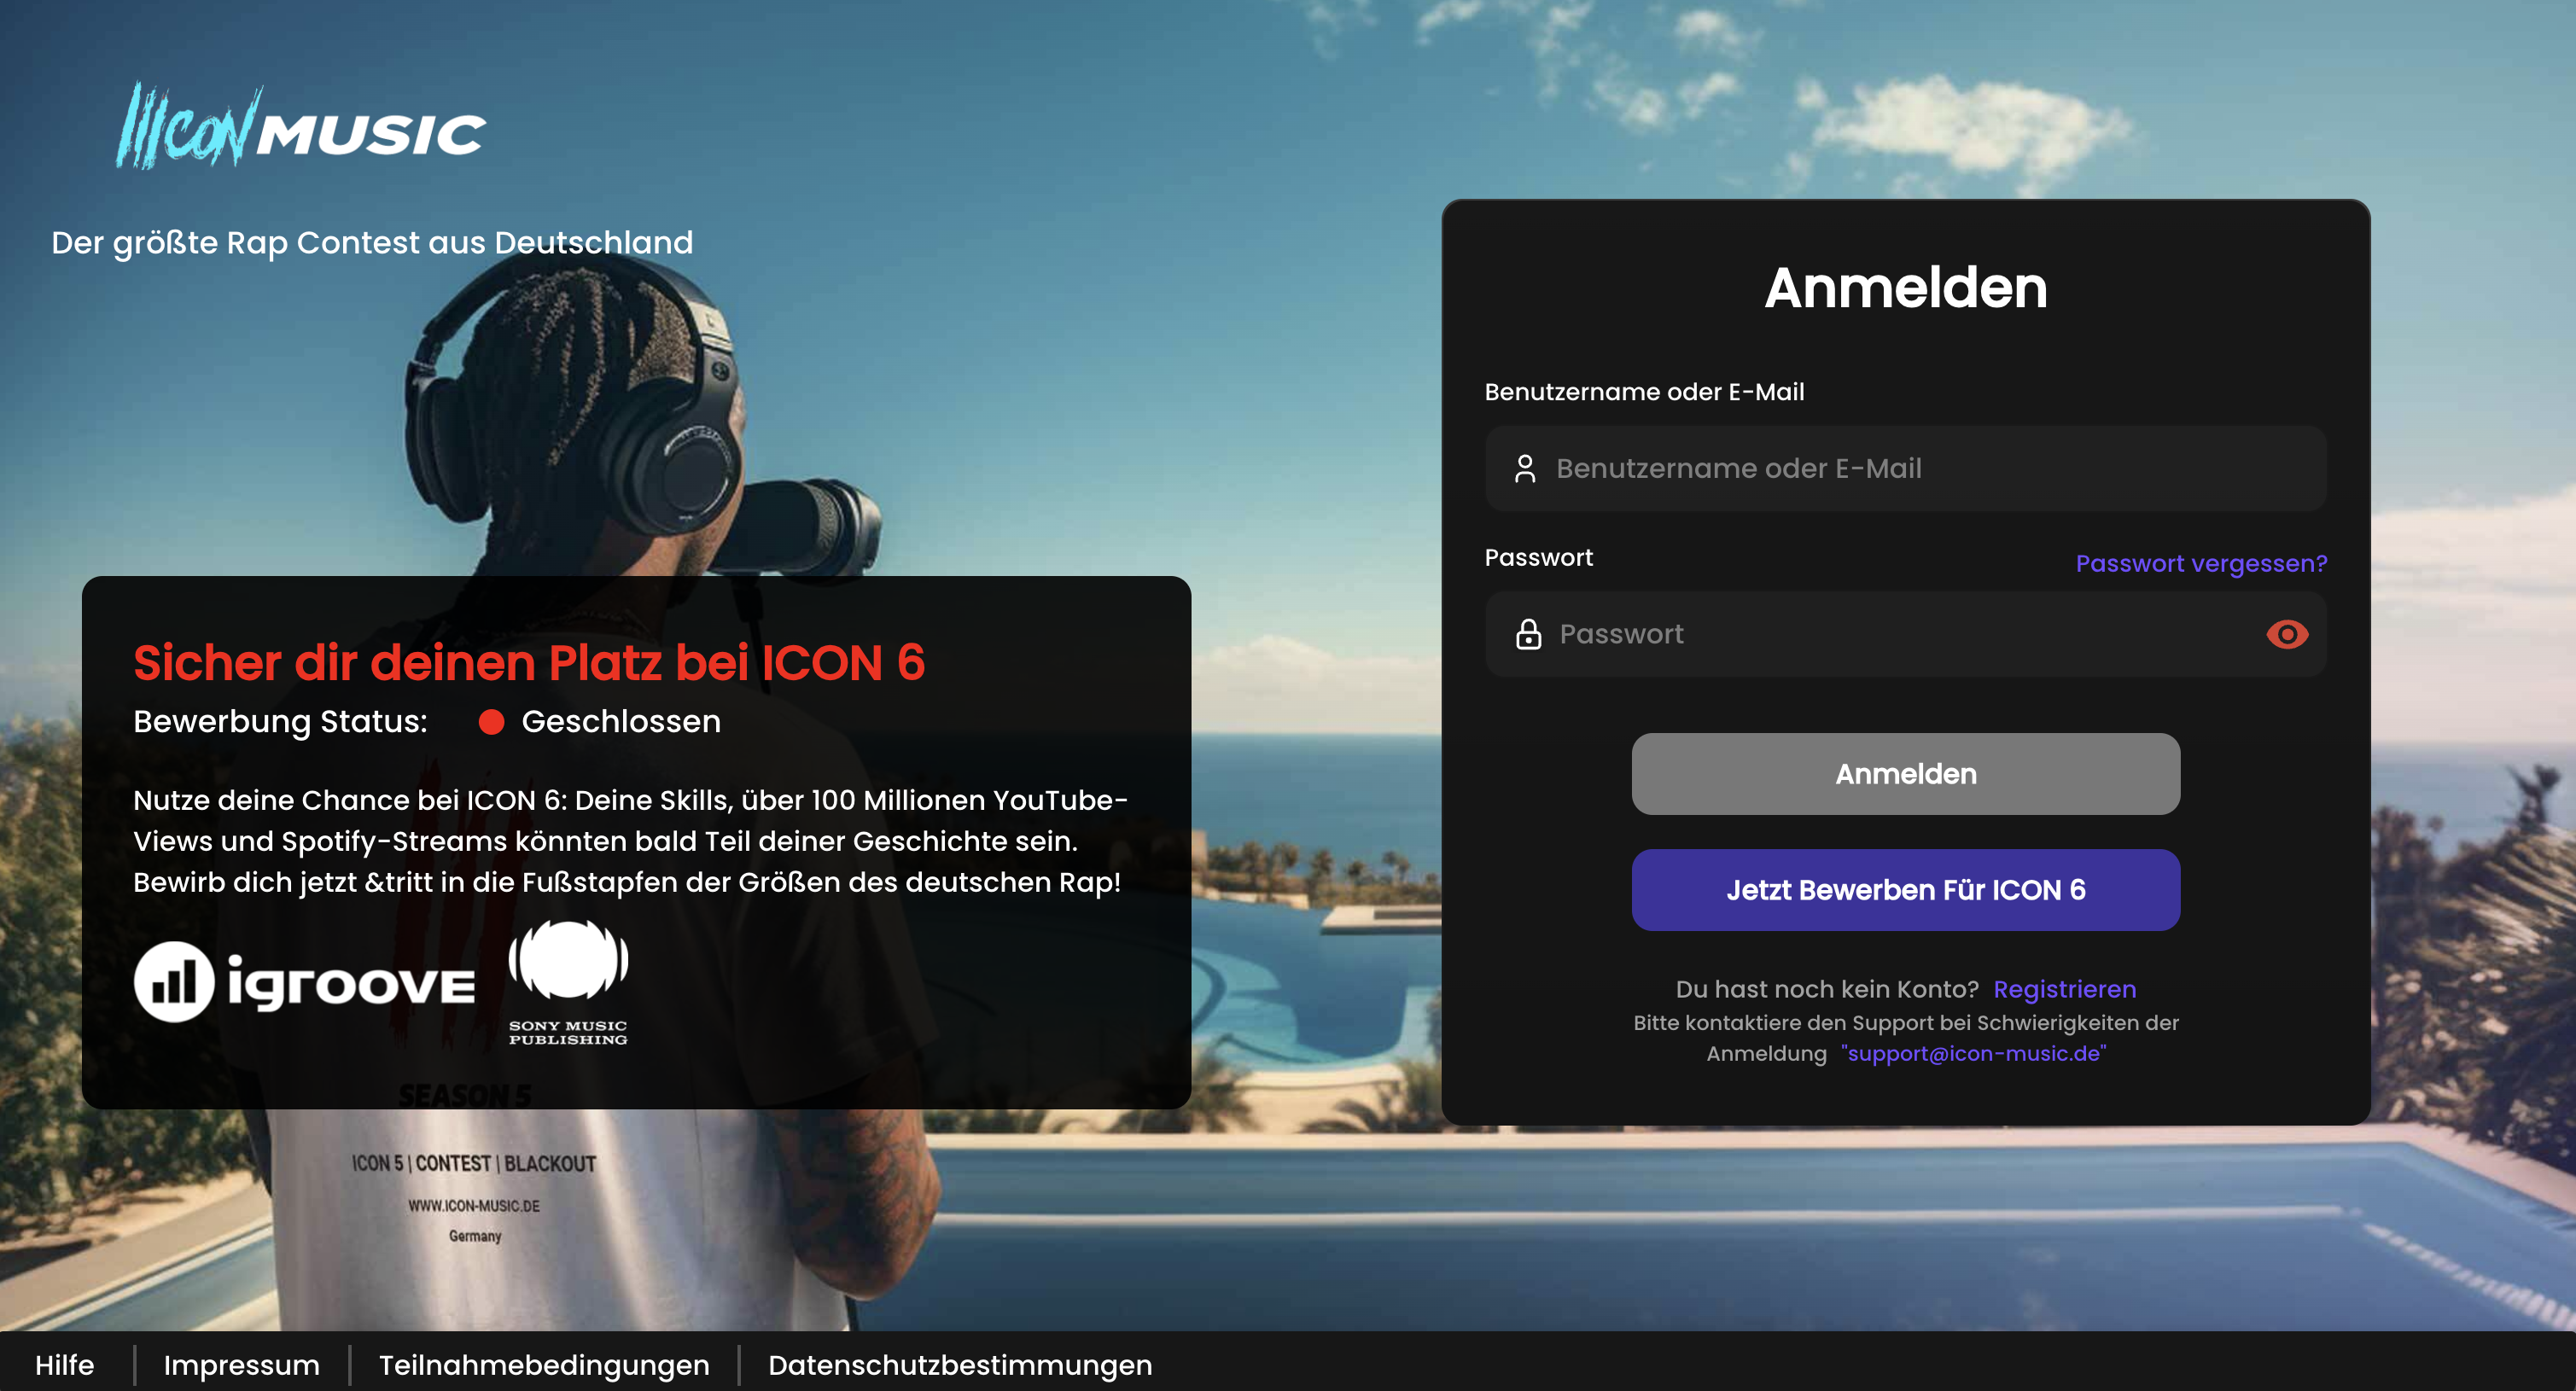 ICON MUSIC
Der größte Rap Contest aus Deutschland
Sicher dir deinen Platz bei ICON 6
Bewerbung Status: Geschlossen
Nutze deine Chance bei ICON 6: Deine Skills, über 100 Millionen YouTube-
Views und Spotify-Streams könnten bald Teil deiner Geschichte sein.
Bewirb dich jetzt &tritt in die Fußstapfen der Größen des deutschen Rap!
igroove
SONY MUSIC
PUBLISHING
SEASON 5
ICON 5 | CONTEST | BLACKOUT
WWW.ICON-MUSIC.DE
Germany
Anmelden
Benutzername oder E-Mail
Benutzername oder E-Mail
Passwort
Passwort vergessen?
Passwort
Anmelden
Jetzt Bewerben Für ICON 6
Du hast noch kein Konto? Registrieren
Bitte kontaktiere den Support bei Schwierigkeiten der
Anmeldung "support@icon-music.de"
Hilfe | Impressum | Teilnahmebedingungen | Datenschutzbestimmungen